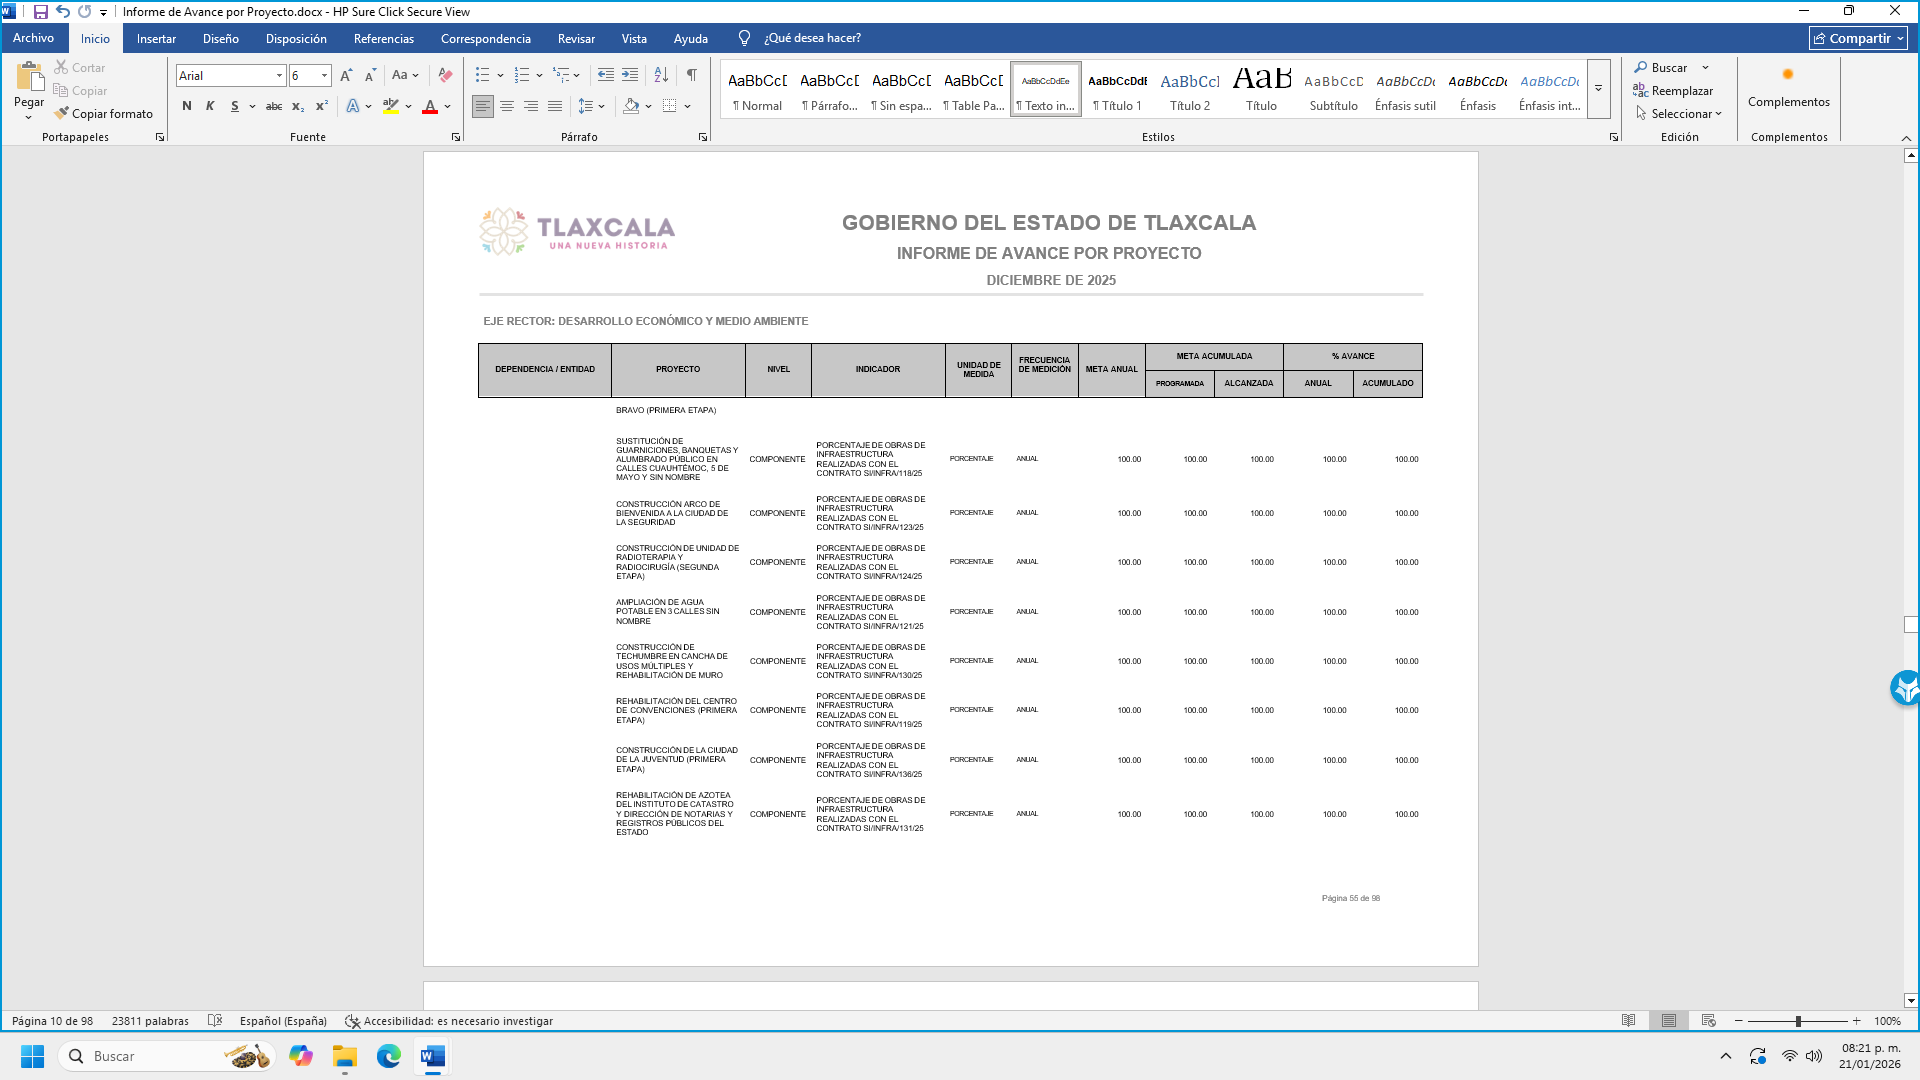 Informe de Avance por Proyecto.docx - HP Sure Click Secure View
Archivo Inicio Insertar Diseño Disposición Referencias Correspondencia Revisar Vista Ayuda ¿Qué desea hacer? Compartir
Pegar
Cortar
Copiar
Copiar formato
Portapapeles
Arial 6
Aa
N K S abc x₂ x² A ab A
Fuente
Párrafo
AaBbCcD AaBbCcD AaBbCcD AaBbCcD AaBbCcDdEe AaBbCcDdE AaBbCcI AaB AaBbCcD AaBbCcDc AaBbCcDc AaBbCcDc
¶ Normal ¶ Párrafo... ¶ Sin espa... ¶ Table Pa... ¶ Texto in... ¶ Título 1 Título 2 Título Subtítulo Énfasis sutil Énfasis Énfasis int...
Estilos
Buscar
Reemplazar
Seleccionar
Edición
Complementos
Complementos
TLAXCALA
UNA NUEVA HISTORIA
GOBIERNO DEL ESTADO DE TLAXCALA
INFORME DE AVANCE POR PROYECTO
DICIEMBRE DE 2025
EJE RECTOR: DESARROLLO ECONÓMICO Y MEDIO AMBIENTE
DEPENDENCIA / ENTIDAD
PROYECTO
NIVEL
INDICADOR
UNIDAD DE
MEDIDA
FRECUENCIA
DE MEDICIÓN
META ANUAL
META ACUMULADA
PROGRAMADA ALCANZADA
% AVANCE
ANUAL ACUMULADO
BRAVO (PRIMERA ETAPA)
SUSTITUCIÓN DE
GUARNICIONES, BANQUETAS Y
ALUMBRADO PÚBLICO EN
CALLES CUAUHTÉMOC, 5 DE
MAYO Y SIN NOMBRE
COMPONENTE
PORCENTAJE DE OBRAS DE
INFRAESTRUCTURA
REALIZADAS CON EL
CONTRATO SI/INFRA/118/25
PORCENTAJE ANUAL 100.00 100.00 100.00 100.00 100.00
CONSTRUCCIÓN ARCO DE
BIENVENIDA A LA CIUDAD DE
LA SEGURIDAD
COMPONENTE
PORCENTAJE DE OBRAS DE
INFRAESTRUCTURA
REALIZADAS CON EL
CONTRATO SI/INFRA/123/25
PORCENTAJE ANUAL 100.00 100.00 100.00 100.00 100.00
CONSTRUCCIÓN DE UNIDAD DE
RADIOTERAPIA Y
RADIOCIRUGÍA (SEGUNDA
ETAPA)
COMPONENTE
PORCENTAJE DE OBRAS DE
INFRAESTRUCTURA
REALIZADAS CON EL
CONTRATO SI/INFRA/124/25
PORCENTAJE ANUAL 100.00 100.00 100.00 100.00 100.00
AMPLIACIÓN DE AGUA
POTABLE EN 3 CALLES SIN
NOMBRE
COMPONENTE
PORCENTAJE DE OBRAS DE
INFRAESTRUCTURA
REALIZADAS CON EL
CONTRATO SI/INFRA/121/25
PORCENTAJE ANUAL 100.00 100.00 100.00 100.00 100.00
CONSTRUCCIÓN DE
TECHUMBRE EN CANCHA DE
USOS MÚLTIPLES Y
REHABILITACIÓN DE MURO
COMPONENTE
PORCENTAJE DE OBRAS DE
INFRAESTRUCTURA
REALIZADAS CON EL
CONTRATO SI/INFRA/130/25
PORCENTAJE ANUAL 100.00 100.00 100.00 100.00 100.00
REHABILITACIÓN DEL CENTRO
DE CONVENCIONES (PRIMERA
ETAPA)
COMPONENTE
PORCENTAJE DE OBRAS DE
INFRAESTRUCTURA
REALIZADAS CON EL
CONTRATO SI/INFRA/119/25
PORCENTAJE ANUAL 100.00 100.00 100.00 100.00 100.00
CONSTRUCCIÓN DE LA CIUDAD
DE LA JUVENTUD (PRIMERA
ETAPA)
COMPONENTE
PORCENTAJE DE OBRAS DE
INFRAESTRUCTURA
REALIZADAS CON EL
CONTRATO SI/INFRA/136/25
PORCENTAJE ANUAL 100.00 100.00 100.00 100.00 100.00
REHABILITACIÓN DE AZOTEA
DEL INSTITUTO DE CATASTRO
Y DIRECCIÓN DE NOTARIAS Y
REGISTROS PÚBLICOS DEL
ESTADO
COMPONENTE
PORCENTAJE DE OBRAS DE
INFRAESTRUCTURA
REALIZADAS CON EL
CONTRATO SI/INFRA/131/25
PORCENTAJE ANUAL 100.00 100.00 100.00 100.00 100.00
Página 55 de 98
Página 10 de 98 23811 palabras Español (España) Accesibilidad: es necesario investigar 100%
Buscar
08:21 p. m.
21/01/2026